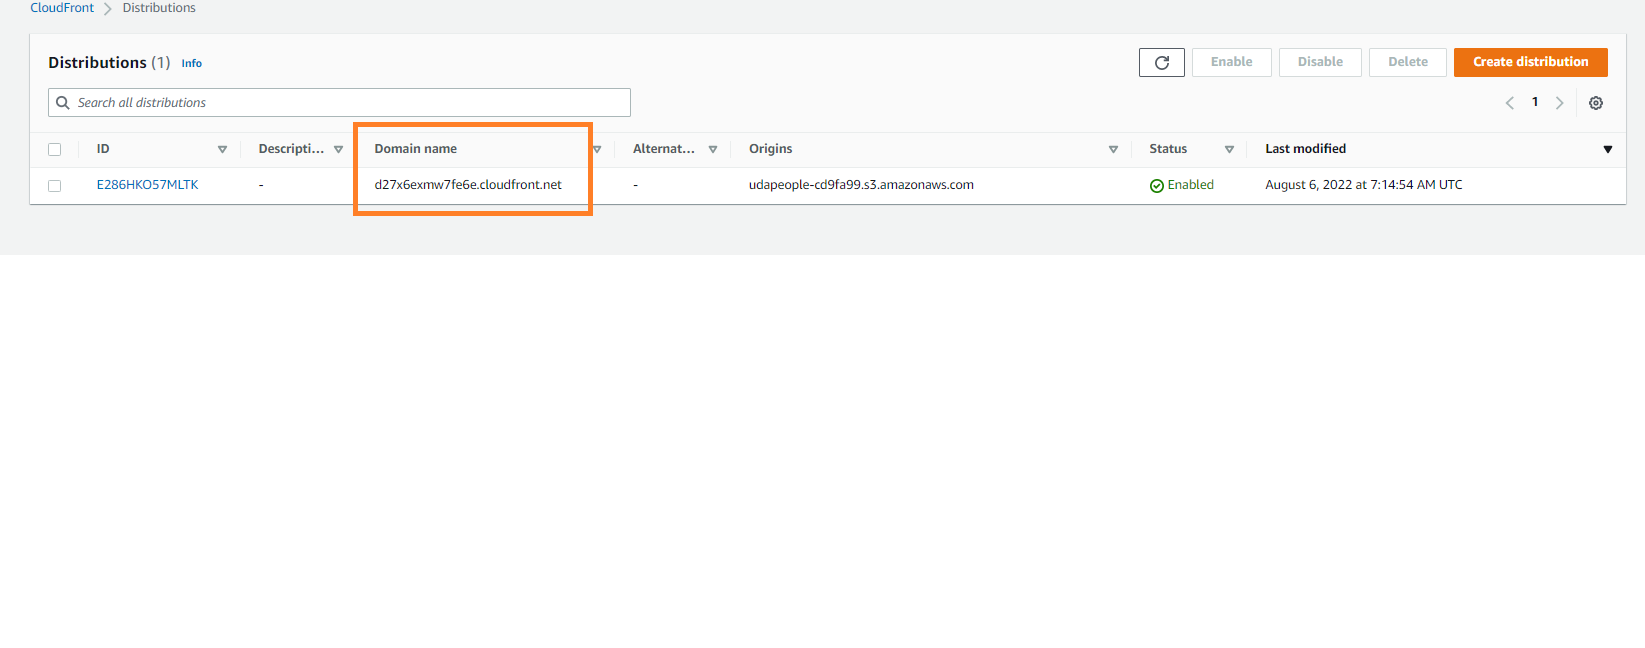 CloudFront Distributions
Distributions (1) Info
Enable Disable Delete Create distribution
Search all distributions
1
ID Descripti... Domain name Alternat... Origins Status Last modified
E286HKO57MLTK - d27x6exmw7fe6e.cloudfront.net - udapeople-cd9fa99.s3.amazonaws.com Enabled August 6, 2022 at 7:14:54 AM UTC